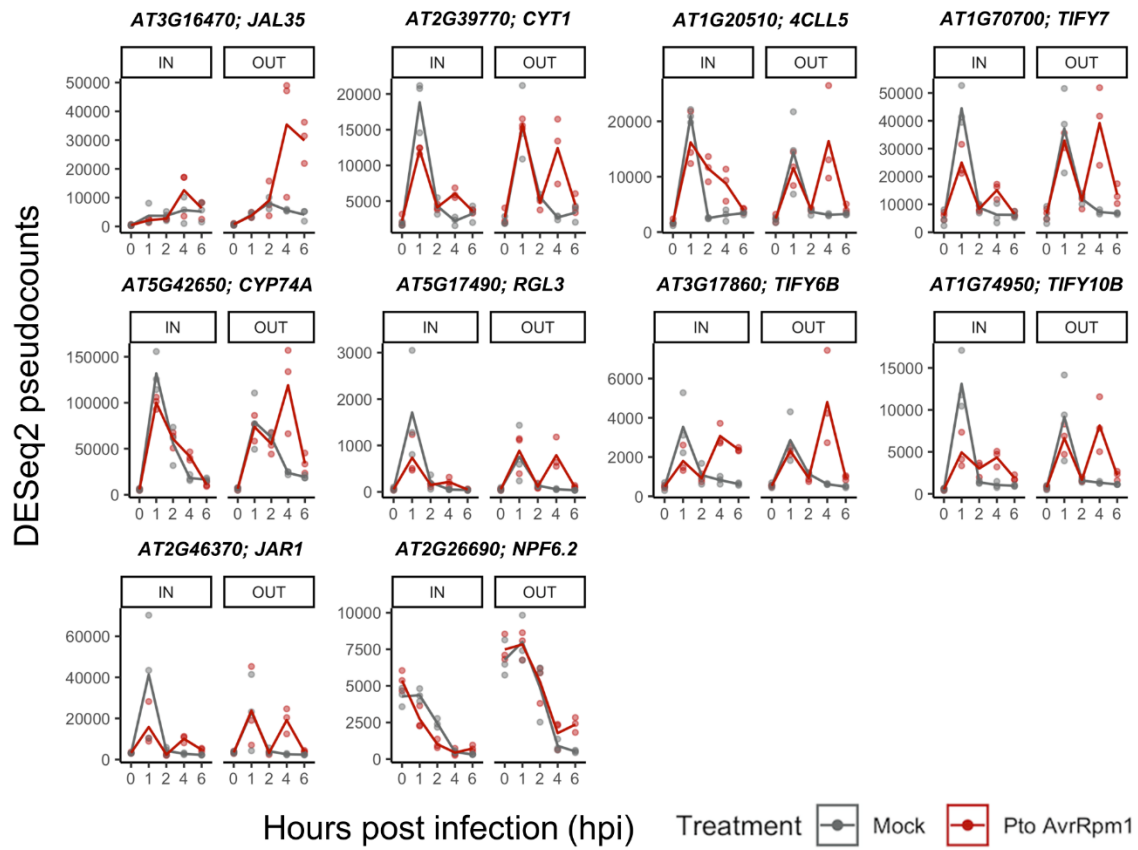 AT3G16470; JAL35 AT2G39770; CYT1 AT1G20510; 4CLL5 AT1G70700; TIFY7
IN OUT IN OUT IN OUT IN OUT
50000 20000 20000 50000
40000 15000 10000 40000
30000 10000 0 30000
20000 5000 20000
10000 10000
0 0
0 1 2 4 6 0 1 2 4 6 0 1 2 4 6 0 1 2 4 6 0 1 2 4 6 0 1 2 4 6 0 1 2 4 6 0 1 2 4 6
AT5G42650; CYP74A AT5G17490; RGL3 AT3G17860; TIFY6B AT1G74950; TIFY10B
IN OUT IN OUT IN OUT IN OUT
150000 3000 6000 15000
100000 2000 4000 10000
50000 1000 2000 5000
0 0 0 0
0 1 2 4 6 0 1 2 4 6 0 1 2 4 6 0 1 2 4 6 0 1 2 4 6 0 1 2 4 6 0 1 2 4 6 0 1 2 4 6
AT2G46370; JAR1 AT2G26690; NPF6.2
IN OUT IN OUT
60000 10000
40000 7500
20000 5000
0 2500
0
0 1 2 4 6 0 1 2 4 6 0 1 2 4 6 0 1 2 4 6
DESeq2 pseudocounts
Hours post infection (hpi)
Treatment Mock Pto AvrRpm1